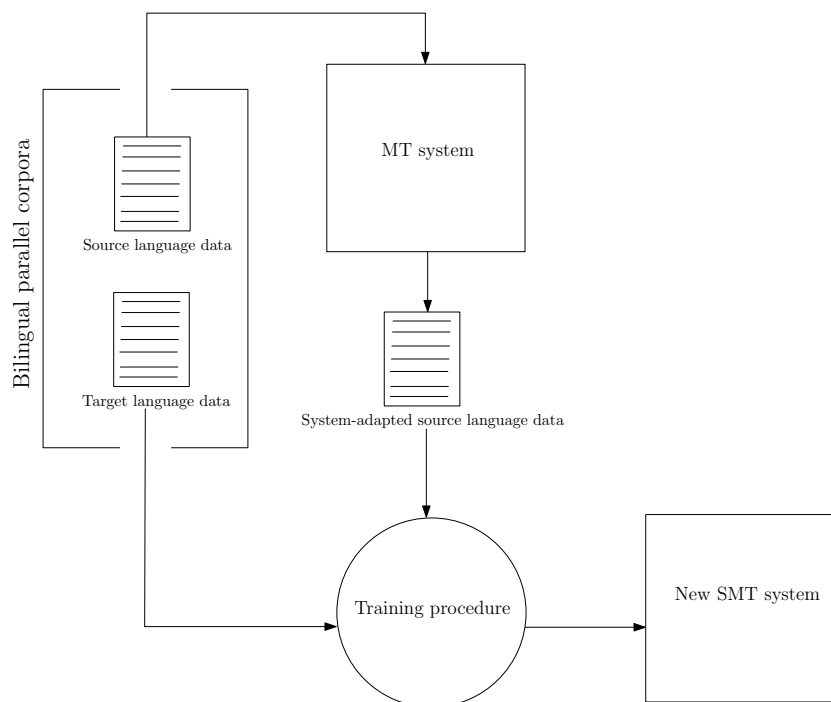 Bilingual parallel corpora
Source language data
Target language data
MT system
System-adapted source language data
Training procedure
New SMT system